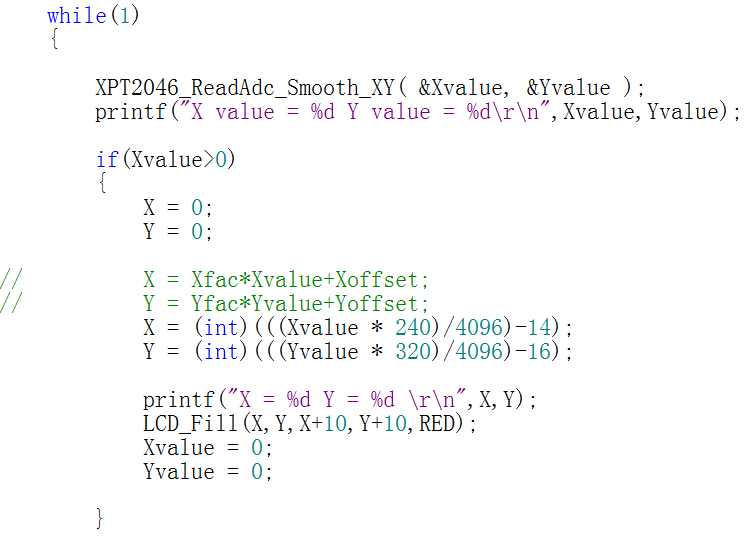 while(1)
{
XPT2046_ReadAdc_Smooth_XY( &Xvalue, &Yvalue );
printf("X value = %d Y value = %d\r\n",Xvalue,Yvalue);
if(Xvalue>0)
{
X = 0;
Y = 0;
// X = Xfac*Xvalue+Xoffset;
// Y = Yfac*Yvalue+Yoffset;
X = (int)(((Xvalue * 240)/4096)-14);
Y = (int)(((Yvalue * 320)/4096)-16);
printf("X = %d Y = %d \r\n",X,Y);
LCD_Fill(X,Y,X+10,Y+10,RED);
Xvalue = 0;
Yvalue = 0;
}